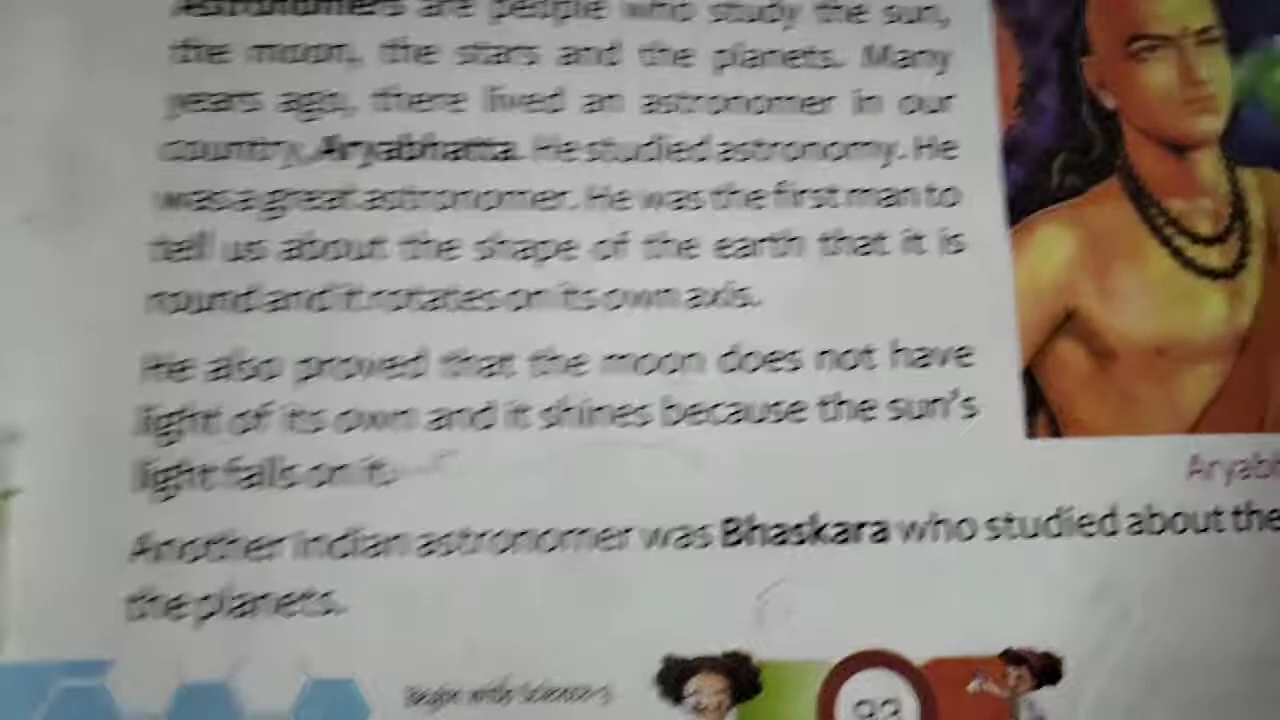 Astronomers are people who study the sun,
the moon, the stars and the planets. Many
years ago, there lived an astronomer in our
country, Aryabhatta. He studied astronomy. He
was a great astronomer. He was the first man to
tell us about the shape of the earth that it is
round and it rotates on its own axis.
He also proved that the moon does not have
light of its own and it shines because the sun's
light falls on it.
Aryabh
Another Indian astronomer was Bhaskara who studied about the
the planets.